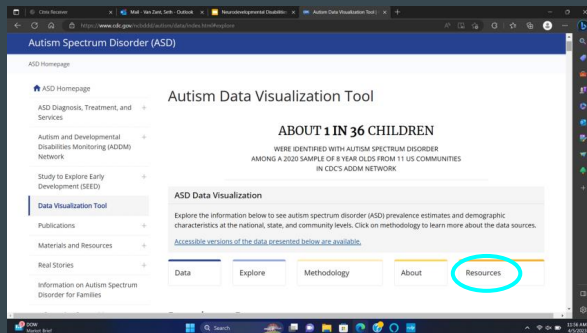 Citrix Receiver
Mail - Van Zant, Seth - Outlook
Neurodevelopmental Disabilities
Autism Data Visualization Tool |
https://www.cdc.gov/ncbddd/autism/data/index.html#explore
Autism Spectrum Disorder (ASD)
ASD Homepage
ASD Homepage
ASD Diagnosis, Treatment, and
Services
Autism and Developmental
Disabilities Monitoring (ADDM)
Network
Study to Explore Early
Development (SEED)
Data Visualization Tool
Publications
Materials and Resources
Real Stories
Information on Autism Spectrum
Disorder for Families
Autism Data Visualization Tool
ABOUT 1 IN 36 CHILDREN
WERE IDENTIFIED WITH AUTISM SPECTRUM DISORDER
AMONG A 2020 SAMPLE OF 8 YEAR OLDS FROM 11 US COMMUNITIES
IN CDC'S ADDM NETWORK
ASD Data Visualization
Explore the information below to see autism spectrum disorder (ASD) prevalence estimates and demographic
characteristics at the national, state, and community levels. Click on methodology to learn more about the data sources.
Accessible versions of the data presented below are available.
Data
Explore
Methodology
About
Resources
DOW
Market Brief
Search